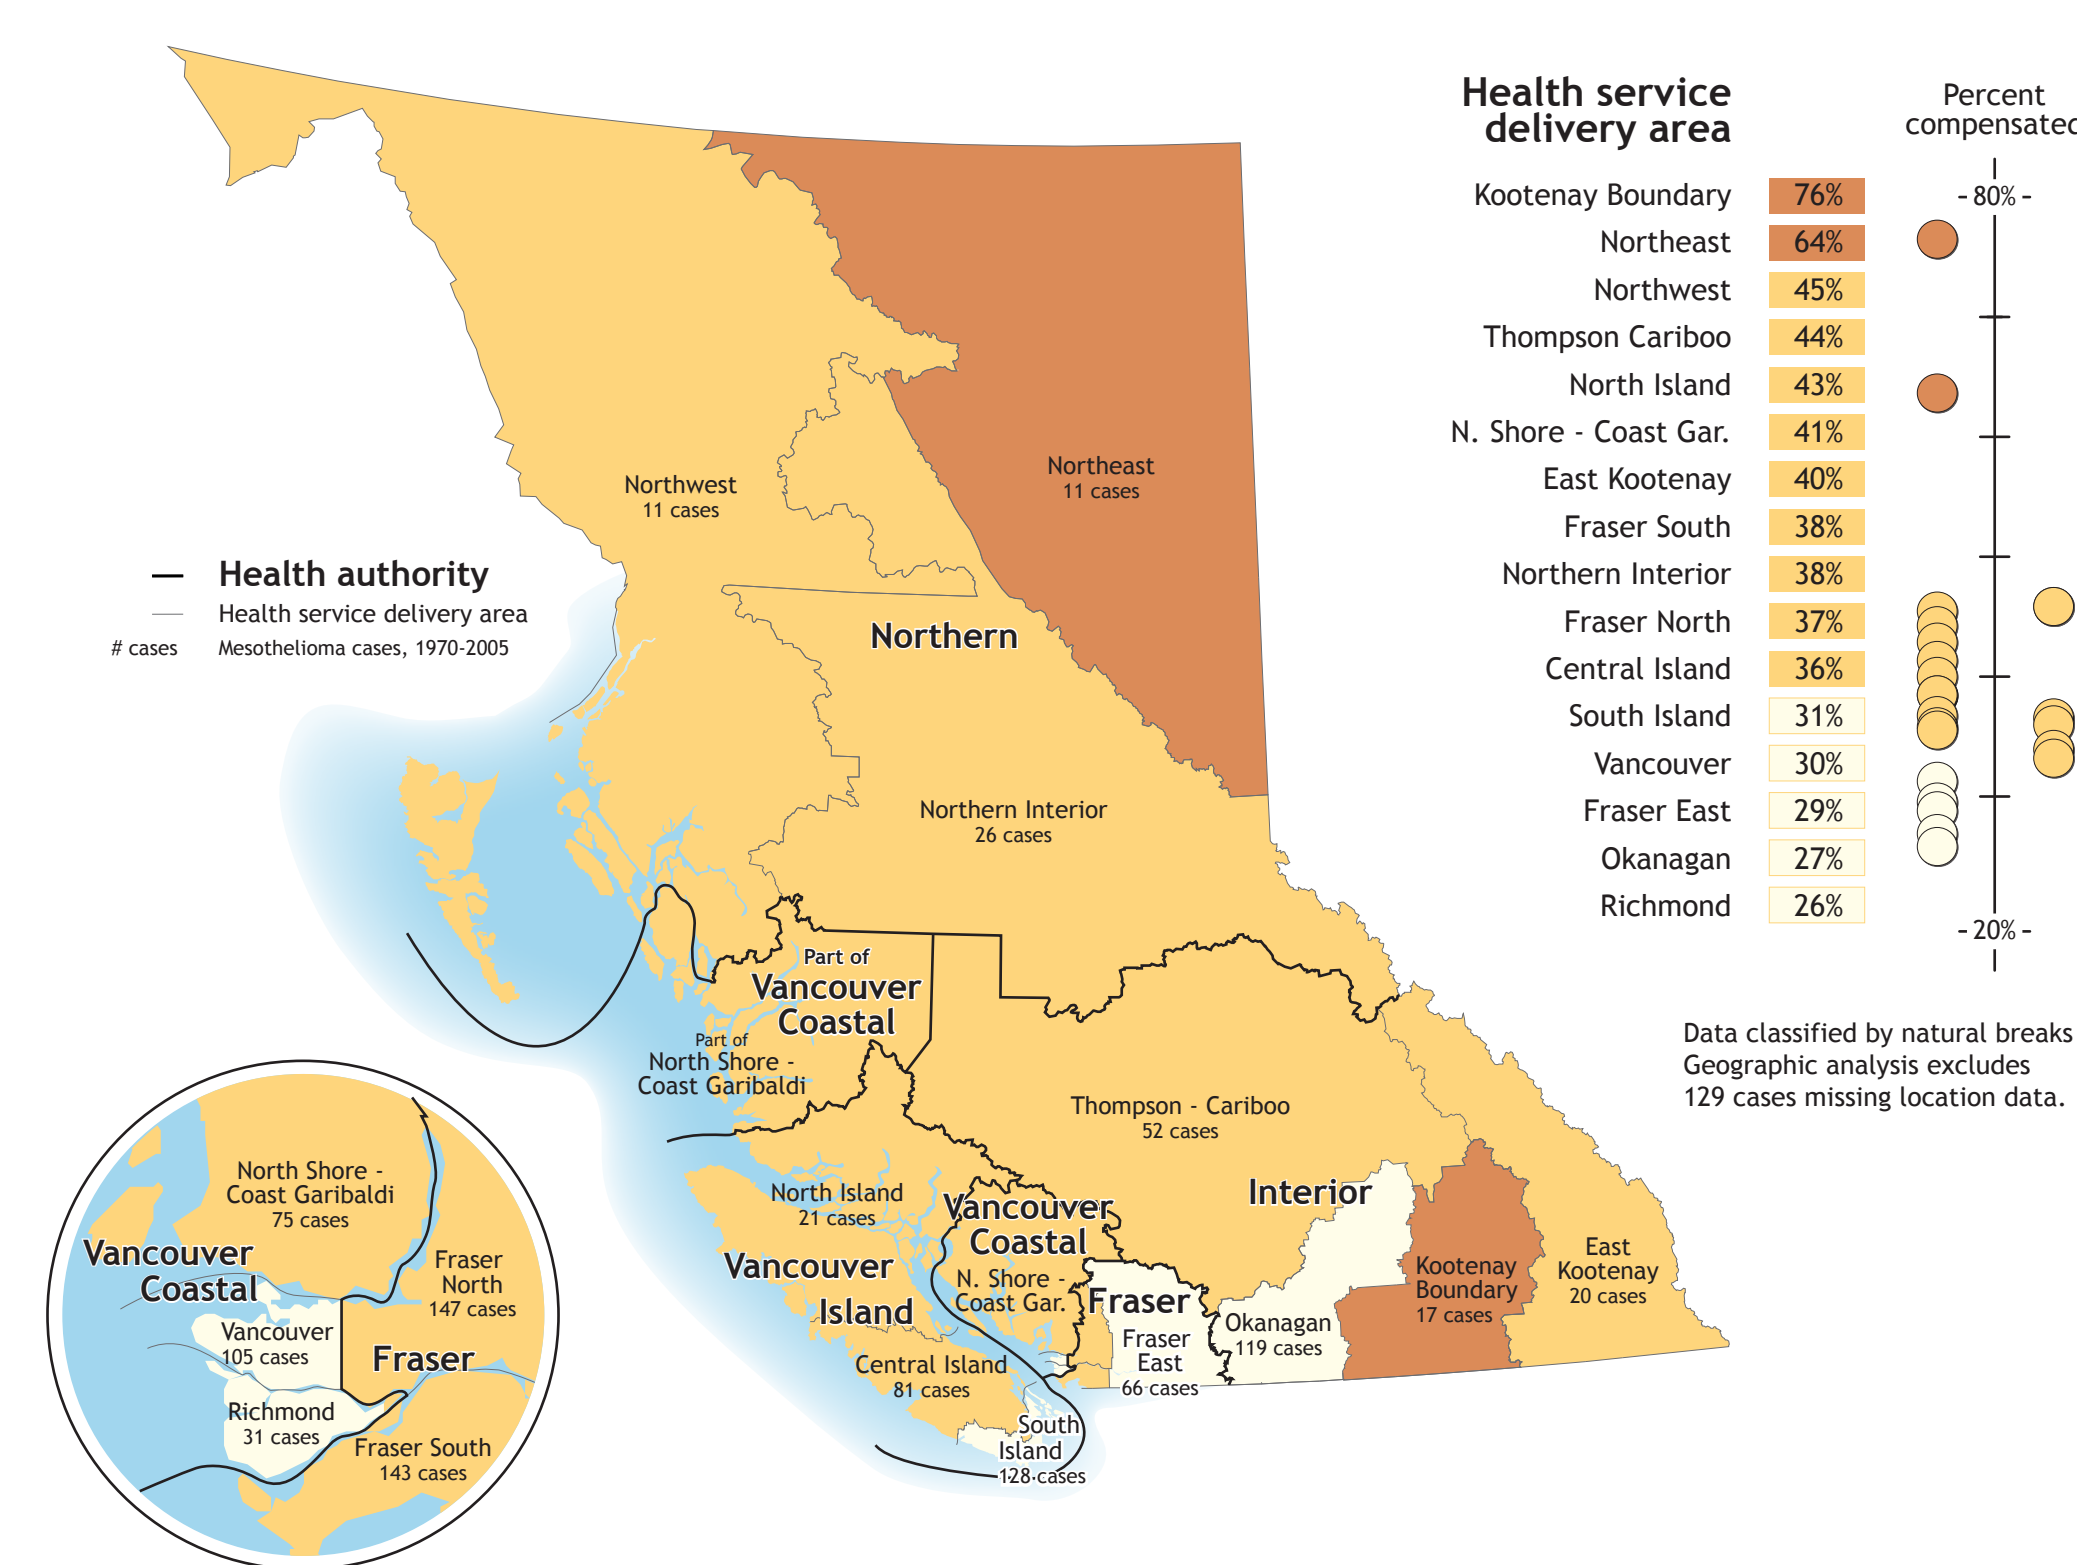 Health service
delivery area
Percent
compensated
Kootenay Boundary 76%
Northeast 64%
Northwest 45%
Thompson Cariboo 44%
North Island 43%
N. Shore - Coast Gar. 41%
East Kootenay 40%
Fraser South 38%
Northern Interior 38%
Fraser North 37%
Central Island 36%
South Island 31%
Vancouver 30%
Fraser East 29%
Okanagan 27%
Richmond 26%
- 80% -
- 20% -
Data classified by natural breaks
Geographic analysis excludes
129 cases missing location data.
Health authority
Health service delivery area
# cases Mesothelioma cases, 1970-2005
Northwest
11 cases
Northeast
11 cases
Northern
Northern Interior
26 cases
Part of
Vancouver
Coastal
Part of
North Shore -
Coast Garibaldi
Thompson - Cariboo
52 cases
Interior
North Island
21 cases
Vancouver
Coastal
N. Shore -
Coast Gar.
Vancouver
Island
Central Island
81 cases
South
Island
128 cases
Fraser
Fraser
East
66 cases
Okanagan
119 cases
Kootenay
Boundary
17 cases
East
Kootenay
20 cases
North Shore -
Coast Garibaldi
75 cases
Vancouver
Coastal
Fraser
North
147 cases
Vancouver
105 cases
Fraser
Richmond
31 cases
Fraser South
143 cases